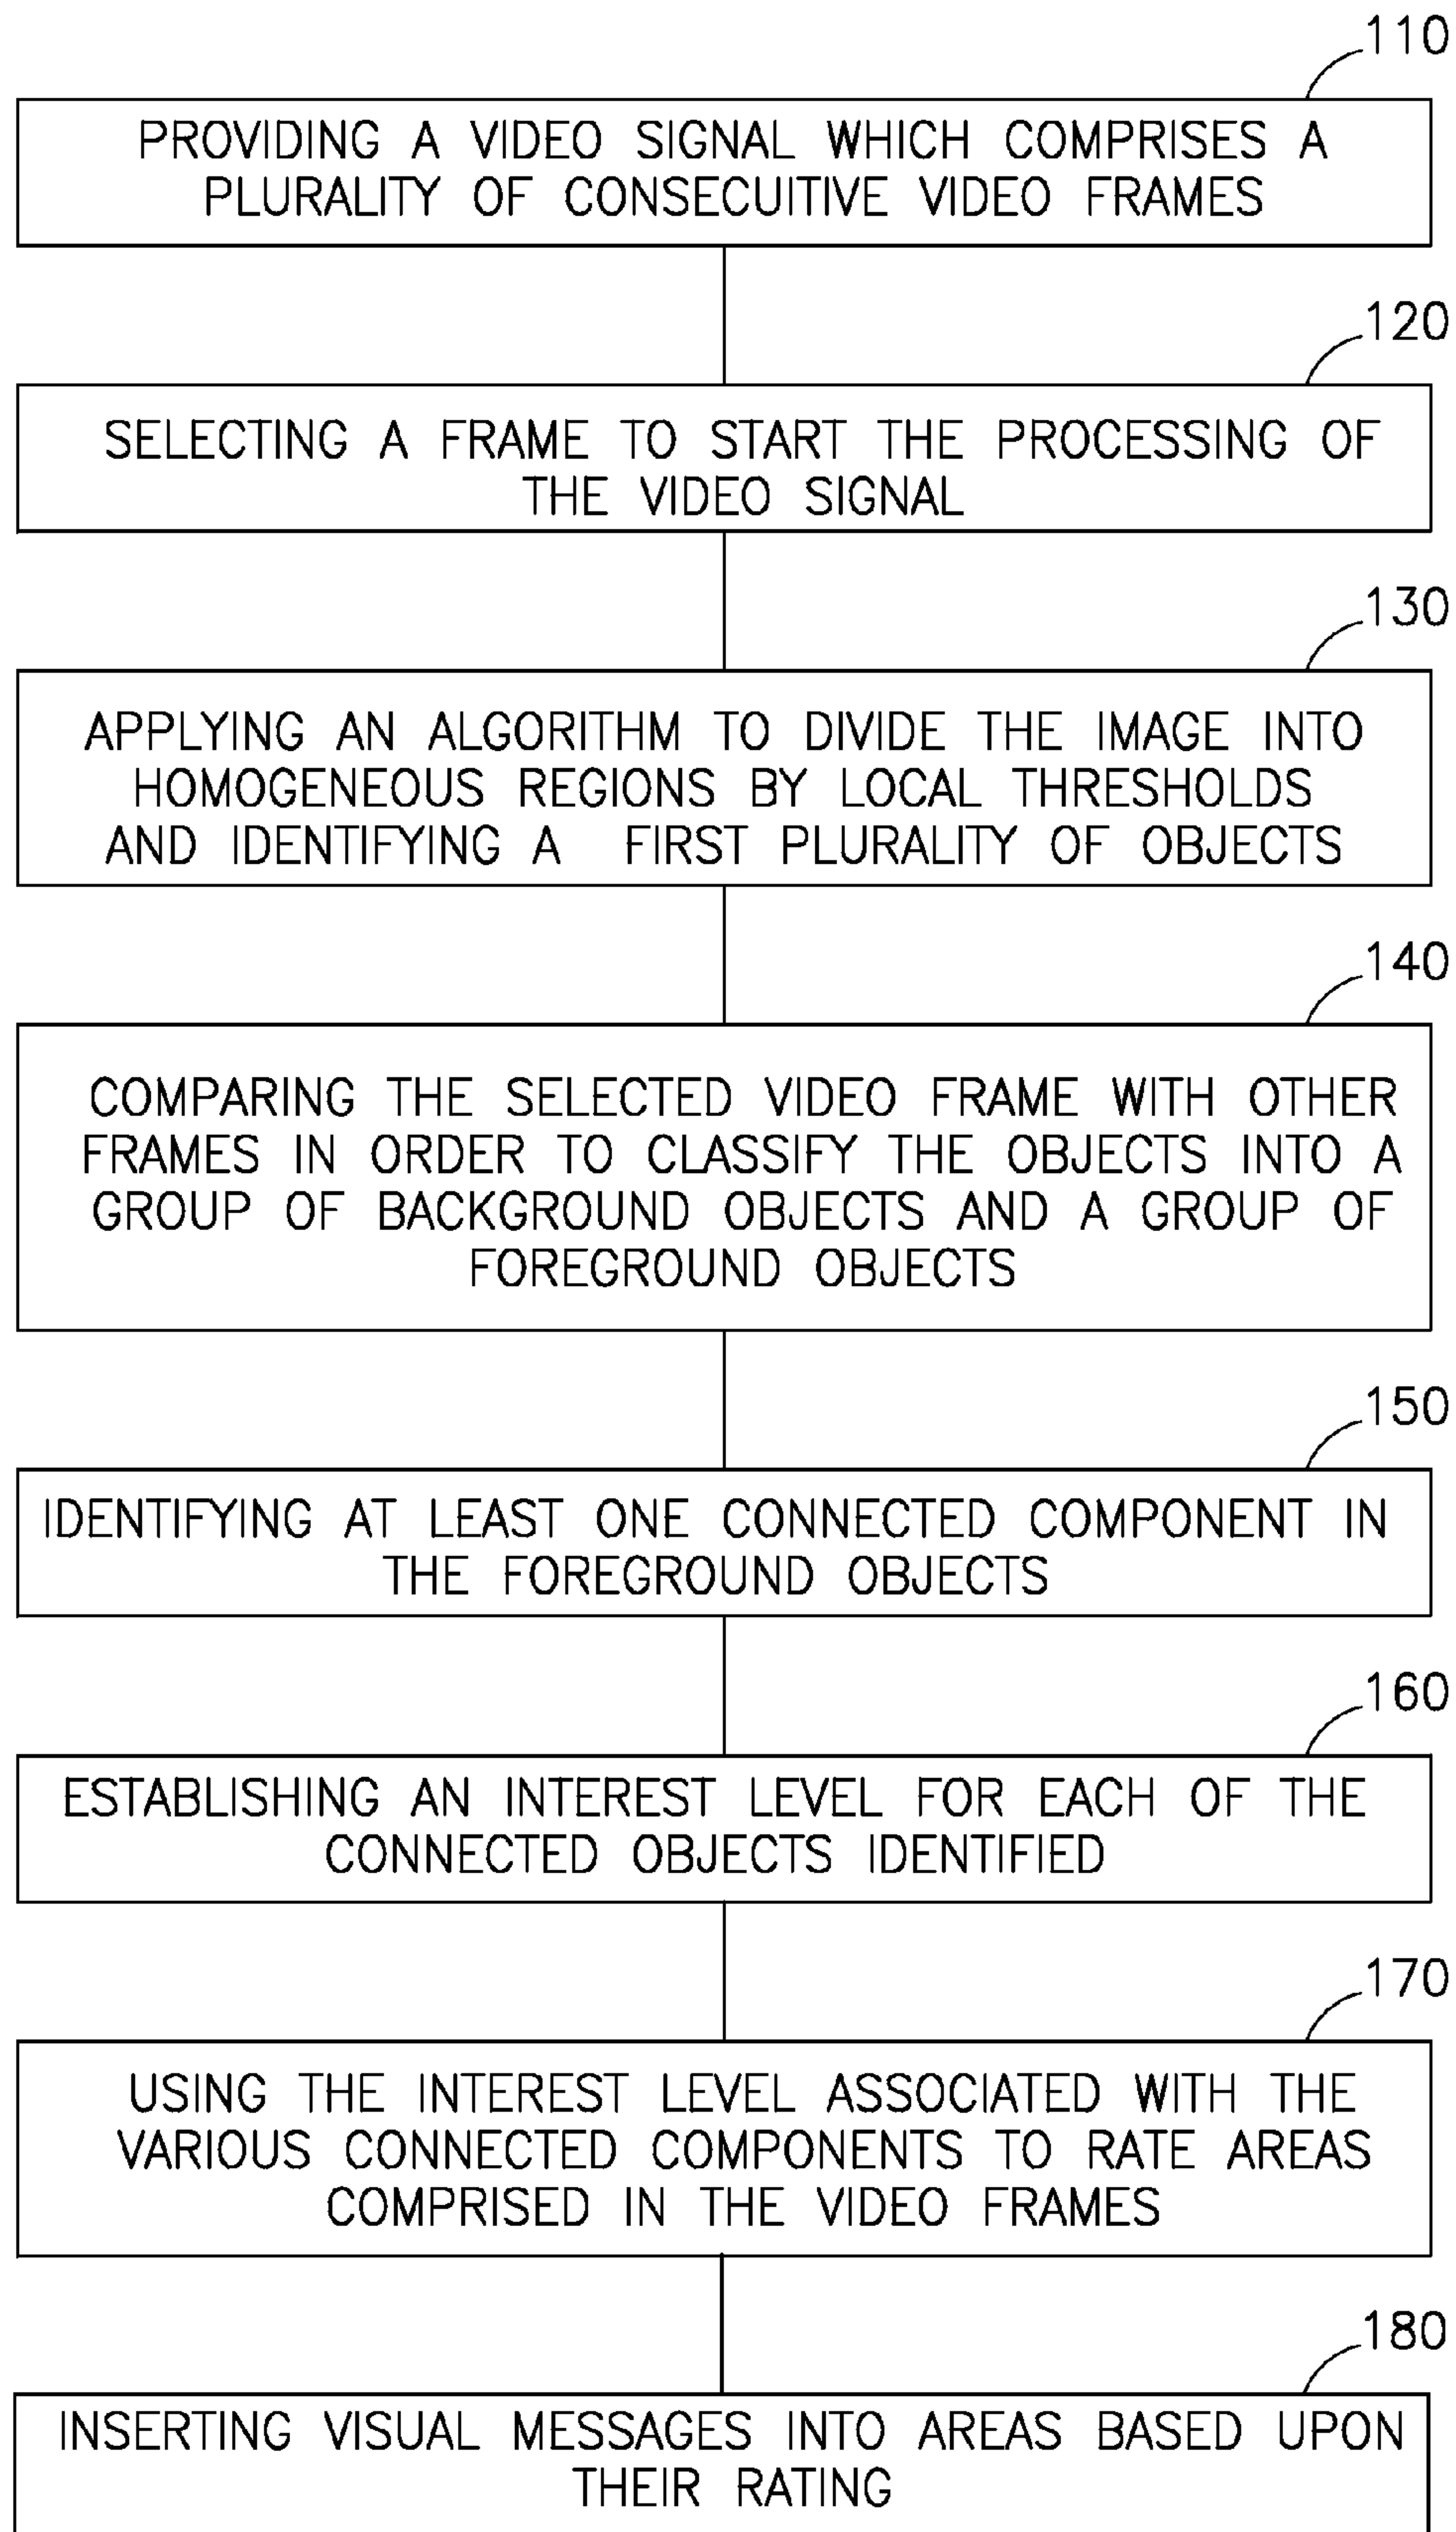 110
PROVIDING A VIDEO SIGNAL WHICH COMPRISES A
PLURALITY OF CONSECUITIVE VIDEO FRAMES
120
SELECTING A FRAME TO START THE PROCESSING OF
THE VIDEO SIGNAL
130
APPLYING AN ALGORITHM TO DIVIDE THE IMAGE INTO
HOMOGENEOUS REGIONS BY LOCAL THRESHOLDS
AND IDENTIFYING A FIRST PLURALITY OF OBJECTS
140
COMPARING THE SELECTED VIDEO FRAME WITH OTHER
FRAMES IN ORDER TO CLASSIFY THE OBJECTS INTO A
GROUP OF BACKGROUND OBJECTS AND A GROUP OF
FOREGROUND OBJECTS
150
IDENTIFYING AT LEAST ONE CONNECTED COMPONENT IN
THE FOREGROUND OBJECTS
160
ESTABLISHING AN INTEREST LEVEL FOR EACH OF THE
CONNECTED OBJECTS IDENTIFIED
170
USING THE INTEREST LEVEL ASSOCIATED WITH THE
VARIOUS CONNECTED COMPONENTS TO RATE AREAS
COMPRISED IN THE VIDEO FRAMES
180
INSERTING VISUAL MESSAGES INTO AREAS BASED UPON
THEIR RATING